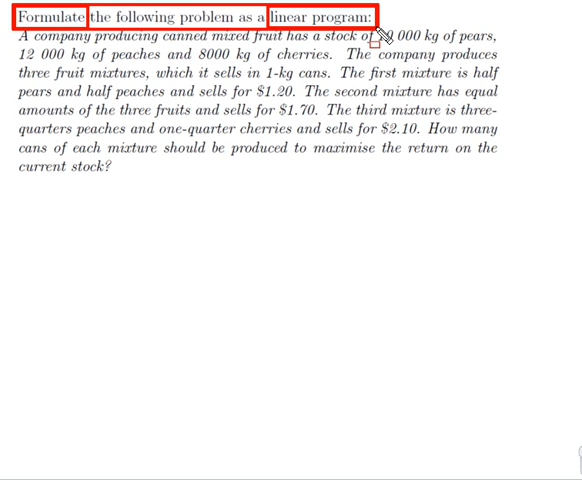 Formulate the following problem as a linear program:
A company producing canned mixed fruit has a stock of 000 kg of pears,
12 000 kg of peaches and 8000 kg of cherries. The company produces
three fruit mixtures, which it sells in 1-kg cans. The first mixture is half
pears and half peaches and sells for $1.20. The second mixture has equal
amounts of the three fruits and sells for $1.70. The third mixture is three-
quarters peaches and one-quarter cherries and sells for $2.10. How many
cans of each mixture should be produced to maximise the return on the
current stock?